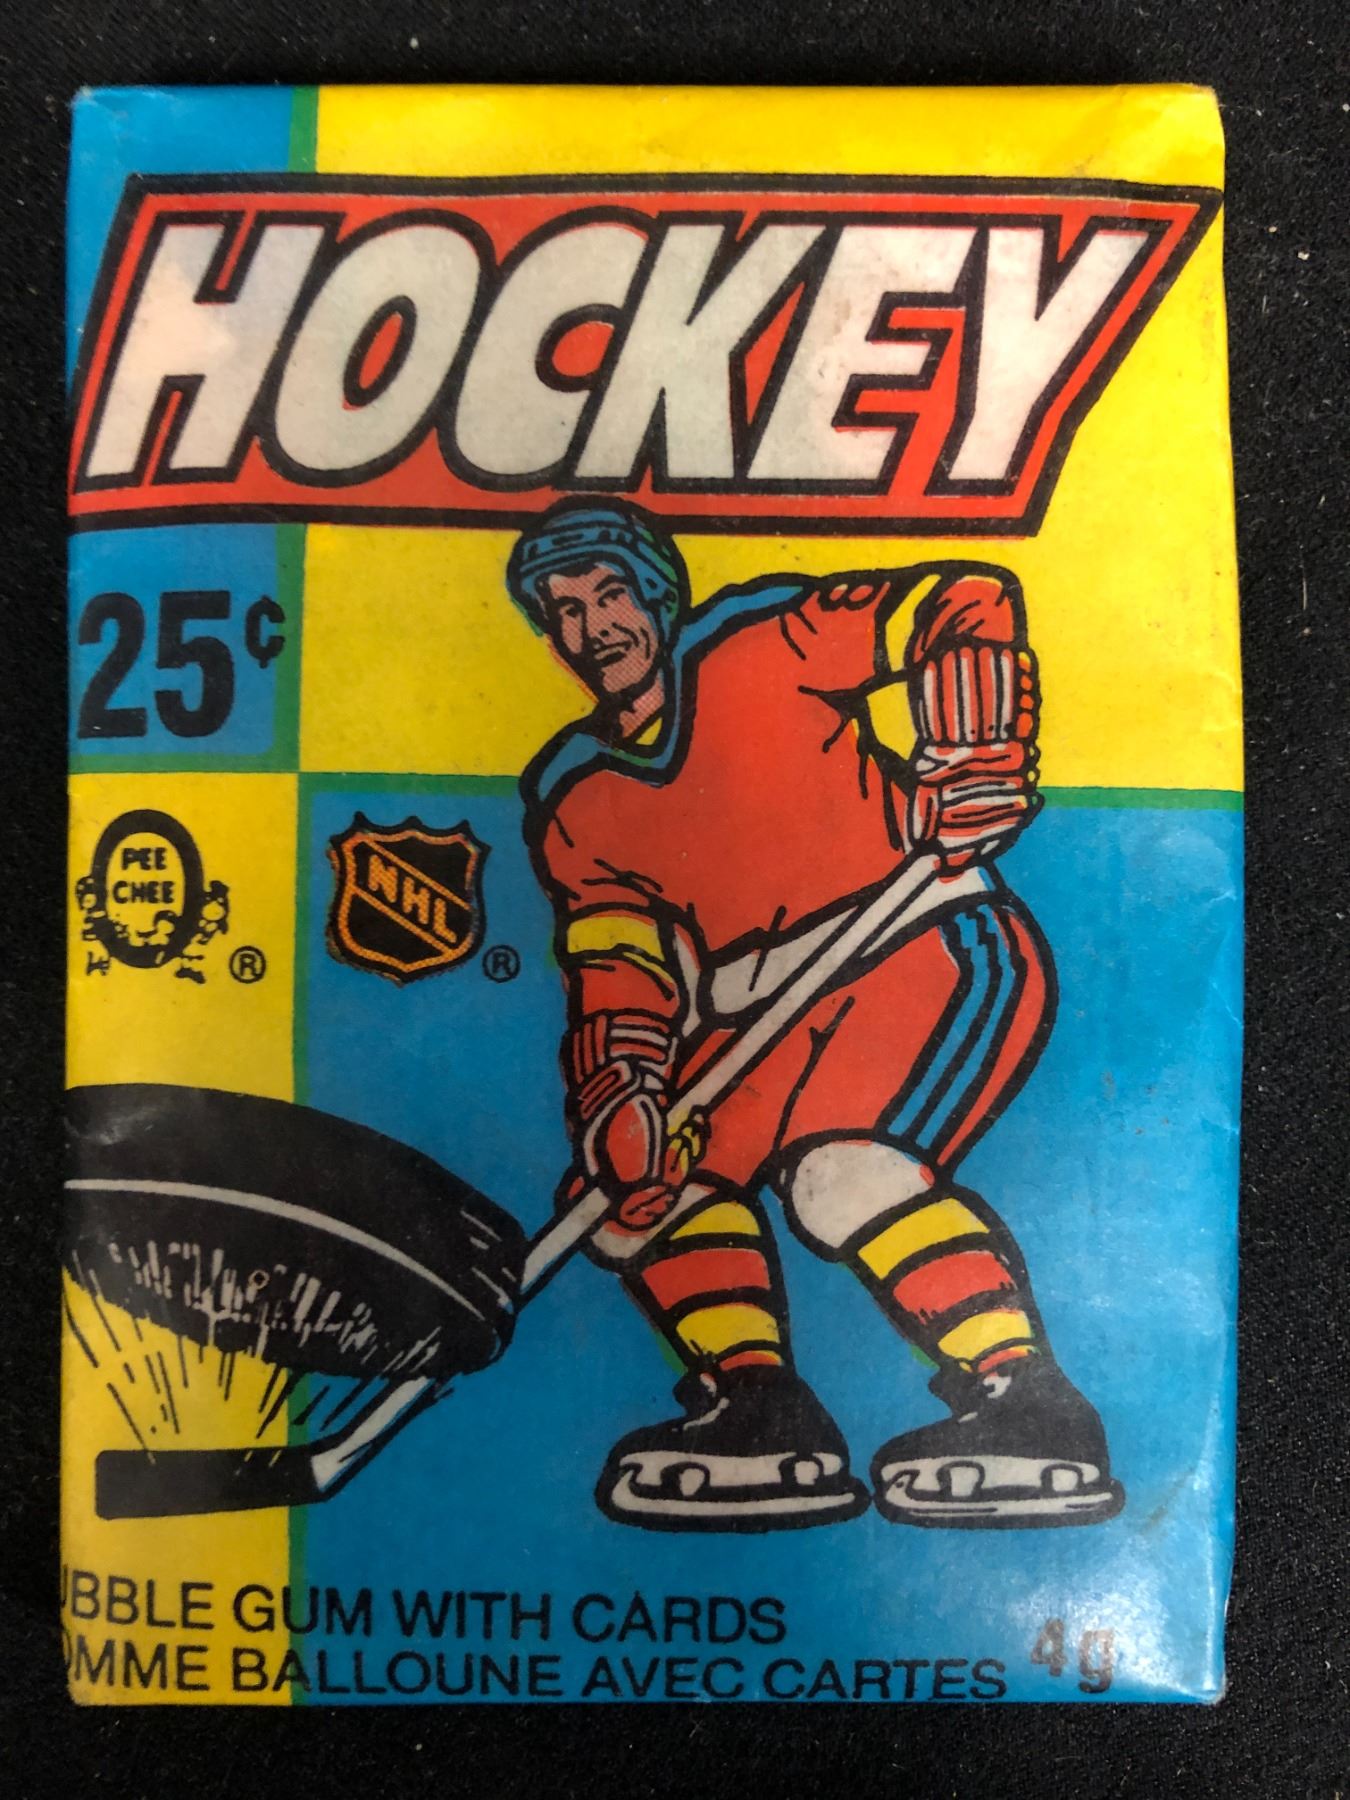 HOCKEY
25¢
PEE
CHEE
®
NHL
®
UBBLE GUM WITH CARDS
OMME BALLOUNE AVEC CARTES 4g